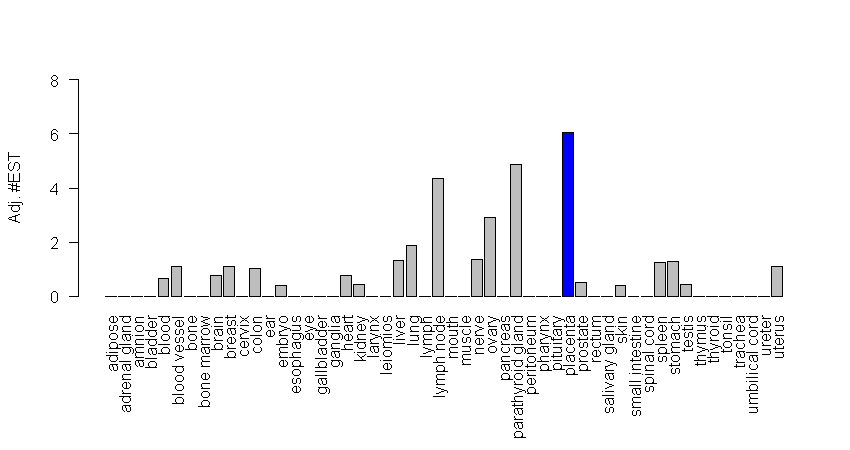 Adj. #EST
8
6
4
2
0
adipose
adrenal gland
amnion
bladder
blood
blood vessel
bone
bone marrow
brain
breast
cervix
colon
ear
embryo
esophagus
eye
gallbladder
ganglia
heart
kidney
larynx
leiomios
liver
lung
lymph
lymph node
mouth
muscle
nerve
ovary
pancreas
parathyroid gland
peritoneum
pharynx
pituitary
placenta
prostate
rectum
salivary gland
skin
small intestine
spinal cord
spleen
stomach
testis
thymus
thyroid
tonsil
trachea
umbilical cord
ureter
uterus